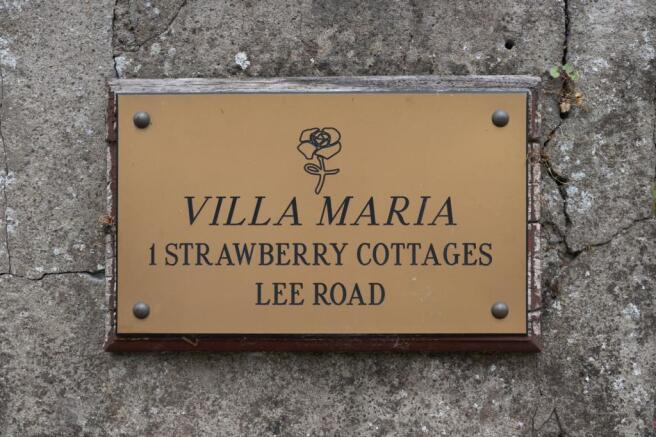 VILLA MARIA
1 STRAWBERRY COTTAGES
LEE ROAD